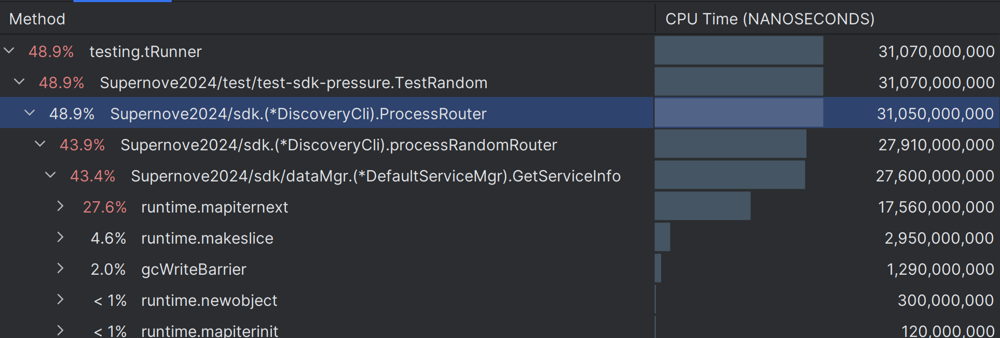 Method CPU Time (NANOSECONDS)
48.9% testing.tRunner 31,070,000,000
48.9% Supernove2024/test/test-sdk-pressure.TestRandom 31,070,000,000
48.9% Supernove2024/sdk.(*DiscoveryCli).ProcessRouter 31,050,000,000
43.9% Supernove2024/sdk.(*DiscoveryCli).processRandomRouter 27,910,000,000
43.4% Supernove2024/sdk/dataMgr.(*DefaultServiceMgr).GetServiceInfo 27,600,000,000
27.6% runtime.mapiternext 17,560,000,000
4.6% runtime.makeslice 2,950,000,000
2.0% gcWriteBarrier 1,290,000,000
< 1% runtime.newobject 300,000,000
< 1% runtime.mapiterinit 120,000,000